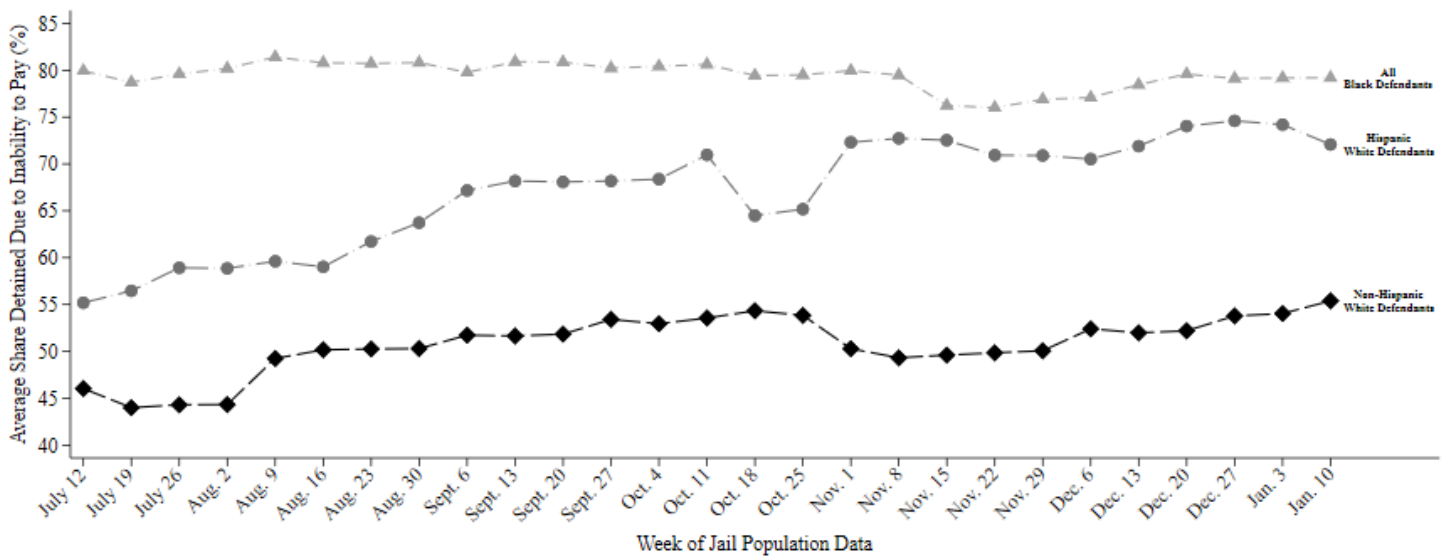 Average Share Detained Due to Inability to Pay (%)
85
80
75
70
65
60
55
50
45
40
All
Black Defendants
Hispanic
White Defendants
Non-Hispanic
White Defendants
July 12
July 19
July 26
Aug. 2
Aug. 9
Aug. 16
Aug. 23
Aug. 30
Sept. 6
Sept. 13
Sept. 20
Sept. 27
Oct. 4
Oct. 11
Oct. 18
Oct. 25
Nov. 1
Nov. 8
Nov. 15
Nov. 22
Nov. 29
Dec. 6
Dec. 13
Dec. 20
Dec. 27
Jan. 3
Jan. 10
Week of Jail Population Data